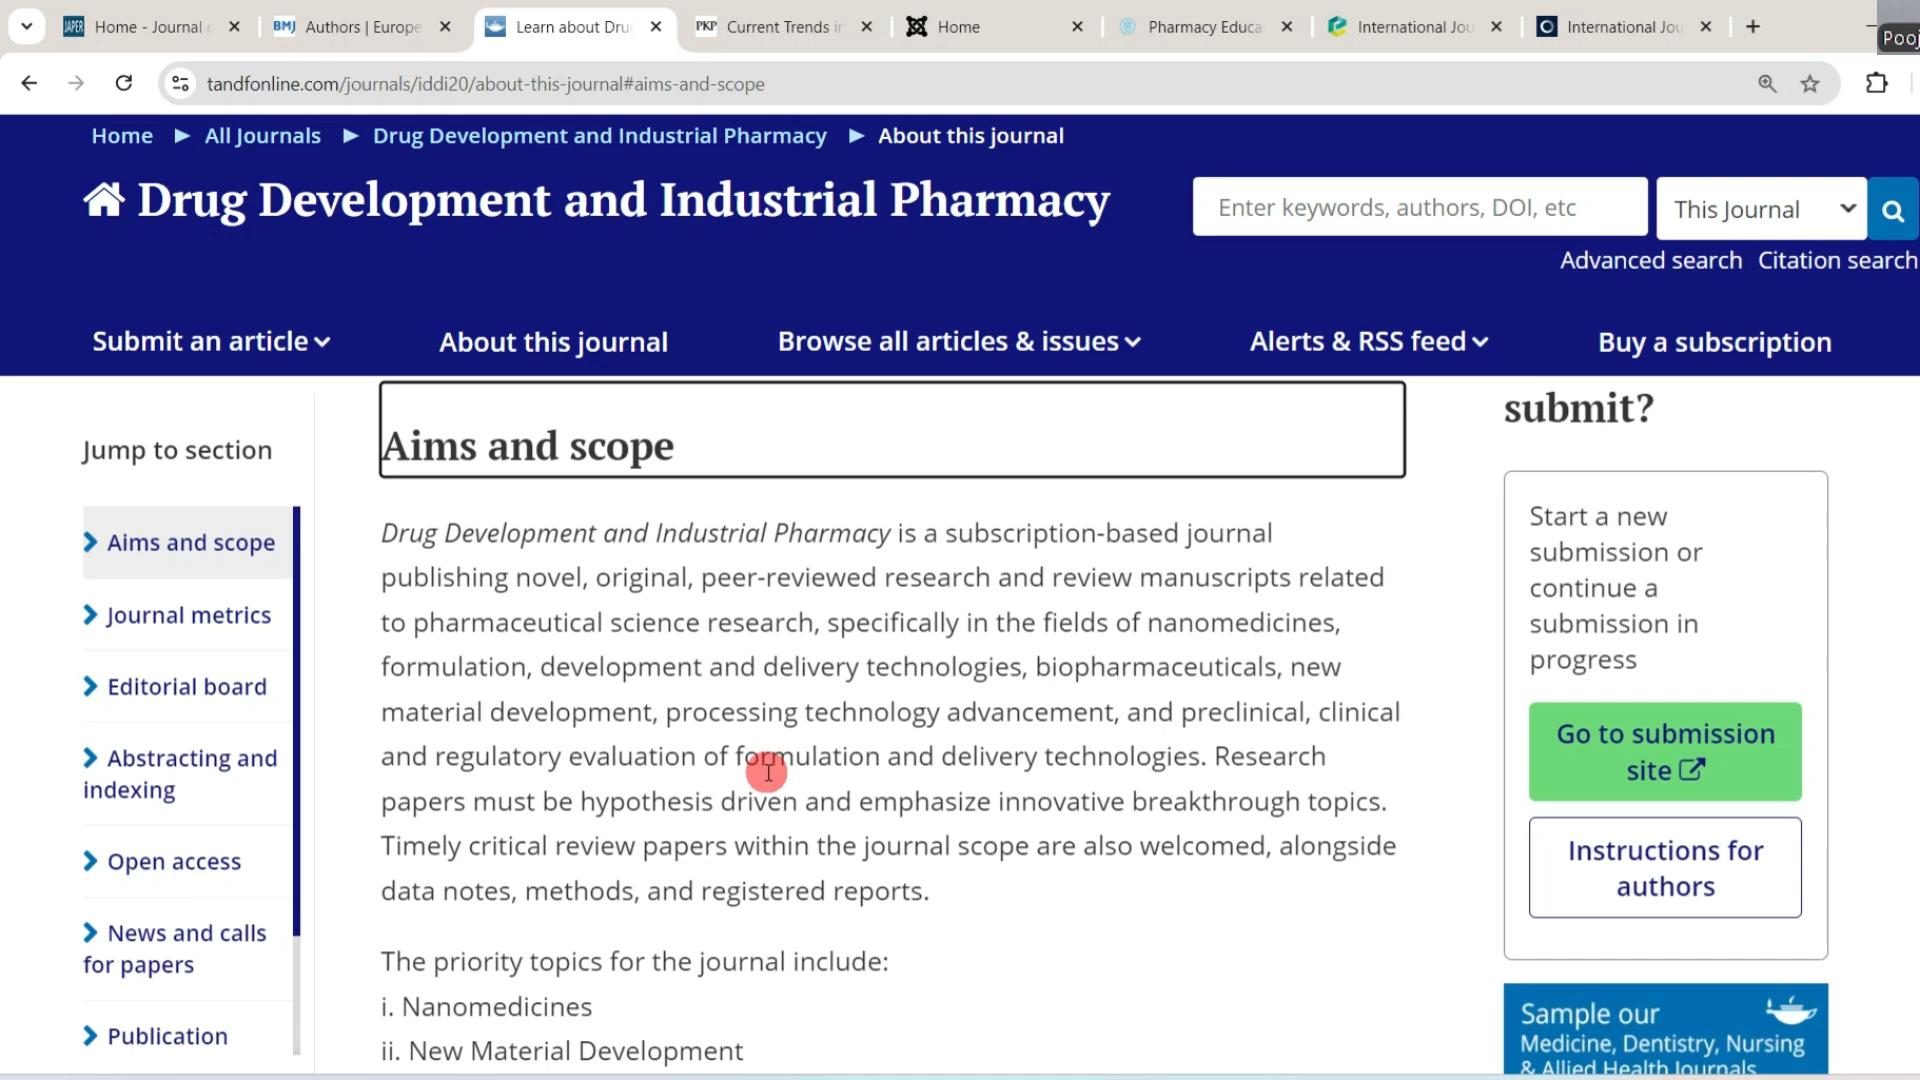 JAPER Home - Journal
BMJ Authors | Europe
Learn about Dru
PKP Current Trends in
Home
Pharmacy Educa
International Jou
International Jou
Pooj
tandfonline.com/journals/iddi20/about-this-journal#aims-and-scope
Home ▶ All Journals ▶ Drug Development and Industrial Pharmacy ▶ About this journal
Drug Development and Industrial Pharmacy
Enter keywords, authors, DOI, etc
This Journal
Advanced search Citation search
Submit an article
About this journal
Browse all articles & issues
Alerts & RSS feed
Buy a subscription
Jump to section
Aims and scope
Journal metrics
Editorial board
Abstracting and
indexing
Open access
News and calls
for papers
Publication
Aims and scope
Drug Development and Industrial Pharmacy is a subscription-based journal
publishing novel, original, peer-reviewed research and review manuscripts related
to pharmaceutical science research, specifically in the fields of nanomedicines,
formulation, development and delivery technologies, biopharmaceuticals, new
material development, processing technology advancement, and preclinical, clinical
and regulatory evaluation of formulation and delivery technologies. Research
papers must be hypothesis driven and emphasize innovative breakthrough topics.
Timely critical review papers within the journal scope are also welcomed, alongside
data notes, methods, and registered reports.
The priority topics for the journal include:
i. Nanomedicines
ii. New Material Development
submit?
Start a new
submission or
continue a
submission in
progress
Go to submission
site
Instructions for
authors
Sample our
Medicine, Dentistry, Nursing
& Allied Health Journals